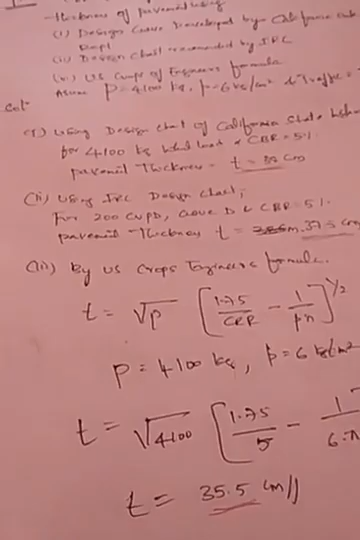 Thickness of pavement using
(i) Design Curve Developed by California State
Dept
(ii) Design Chart recommended by IRC
(iii) US Corps of Engineers formula
Assume P = 4100 kg, p = 6 kg/cm² & Traffic =
Sol:
(i) Using Design chart of California State
for 4100 kg wheel load & CBR = 5%
pavement Thickness = t = cm
(ii) Using IRC Design chart,
For 200 CVPD, curve D & CBR = 5%
pavement Thickness t = 37.5 cm
(iii) By US Crops Engineers formula.
t = √P [1.75/CBR - 1/pπ]^1/2
P = 4100 kg, p = 6 kg/cm²
t = √4100 [1.75/5 - 1/6.π
t = 35.5 cm//